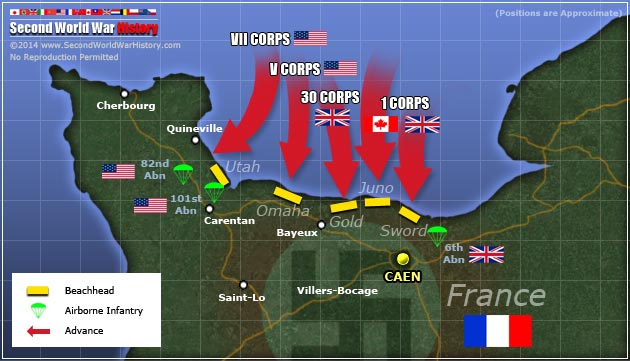 (Positions are Approximate)
Second World War History
©2014 www.SecondWorldWarHistory.com
No Reproduction Permitted
VII CORPS
V CORPS
30 CORPS
1 CORPS
Cherbourg
Quineville
82nd
Abn
Utah
101st
Abn
Carentan
Omaha
Juno
Gold
Bayeux
Sword
6th
Abn
CAEN
Saint-Lo
Villers-Bocage
France
Beachhead
Airborne Infantry
Advance